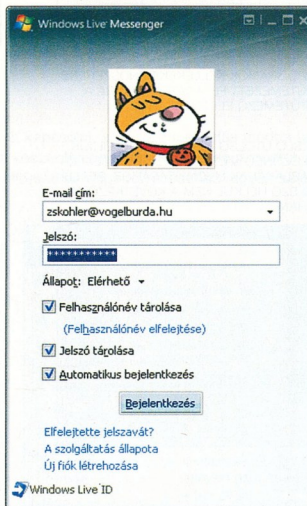 Windows Live Messenger
E-mail cím:
zskohler@vogelburda.hu
Jelszó:
***********
Állapot: Elérhető
Felhasználónév tárolása
(Felhasználónév elfelejtése)
Jelszó tárolása
Automatikus bejelentkezés
Bejelentkezés
Elfelejtette jelszavát?
A szolgáltatás állapota
Új fiók létrehozása
Windows Live ID